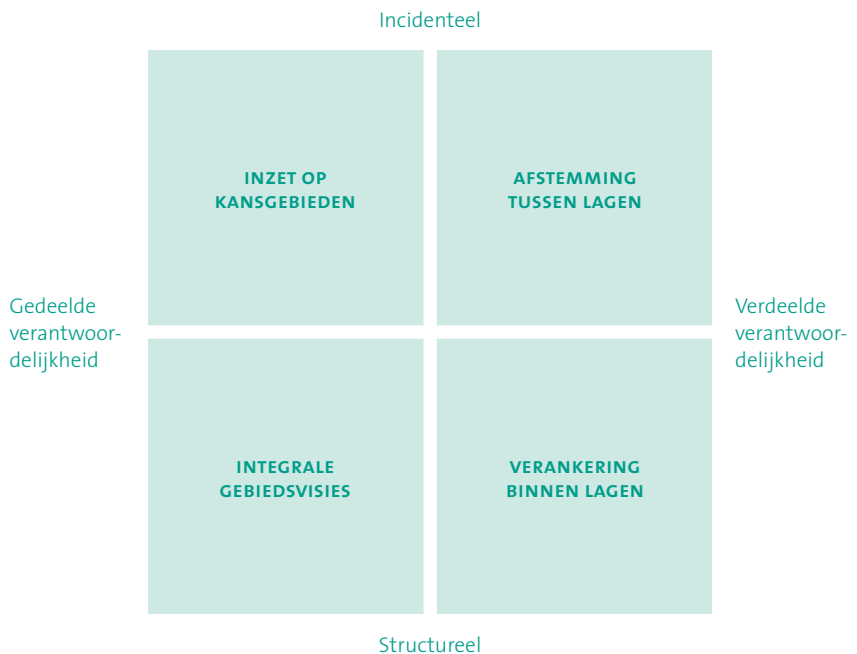 Incidenteel
INZET OP
KANSGEBIEDEN
AFSTEMMING
TUSSEN LAGEN
Gedeelde
verantwoor-
delijkheid
Verdeelde
verantwoor-
delijkheid
INTEGRALE
GEBIEDSVISIES
VERANKERING
BINNEN LAGEN
Structureel